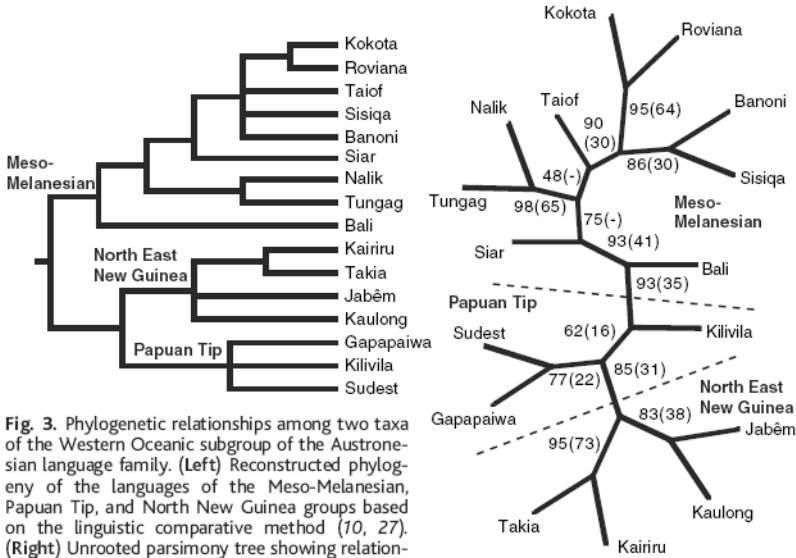 Kokota
Roviana
Taiof
Sisiqa
Banoni
Siar
Meso-
Melanesian
Nalik
Tungag
Bali
North East
New Guinea
Kairiru
Takia
Jabêm
Kaulong
Papuan Tip
Gapapaiwa
Kilivila
Sudest
Fig. 3. Phylogenetic relationships among two taxa
of the Western Oceanic subgroup of the Austrone-
sian language family. (Left) Reconstructed phylog-
eny of the languages of the Meso-Melanesian,
Papuan Tip, and North New Guinea groups based
on the linguistic comparative method (10, 27).
(Right) Unrooted parsimony tree showing relation-
Kokota
Roviana
Nalik
Taiof
95(64)
Banoni
90
(30)
86(30)
Sisiqa
48(-)
Tungag
98(65)
Meso-
Melanesian
75(-)
Siar
93(41)
Bali
93(35)
Papuan Tip
Sudest
62(16)
Kilivila
77(22)
85(31)
Gapapaiwa
North East
New Guinea
83(38)
Jabêm
95(73)
Kaulong
Takia
Kairiru